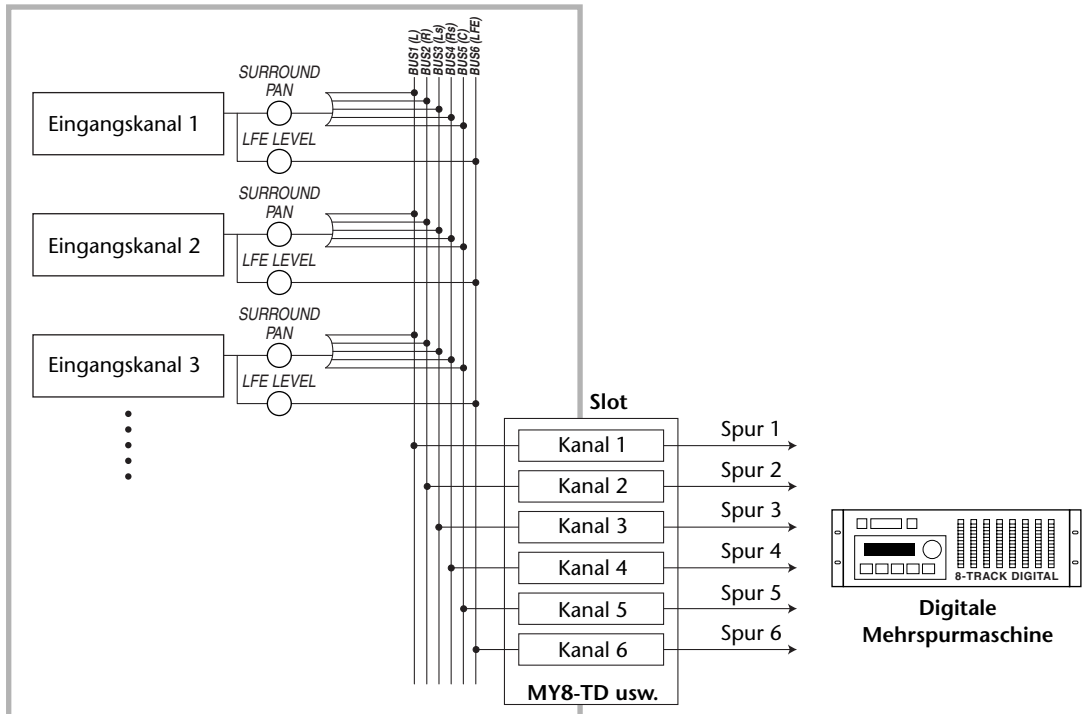 BUS1 (L)
BUS2 (R)
BUS3 (Ls)
BUS4 (Rs)
BUS5 (C)
BUS6 (LFE)
SURROUND
PAN
Eingangskanal 1
LFE LEVEL
SURROUND
PAN
Eingangskanal 2
LFE LEVEL
SURROUND
PAN
Eingangskanal 3
LFE LEVEL
Slot
Kanal 1
Spur 1
Kanal 2
Spur 2
Kanal 3
Spur 3
Kanal 4
Spur 4
Kanal 5
Spur 5
Kanal 6
Spur 6
MY8-TD usw.
8-TRACK DIGITAL
Digitale
Mehrspurmaschine